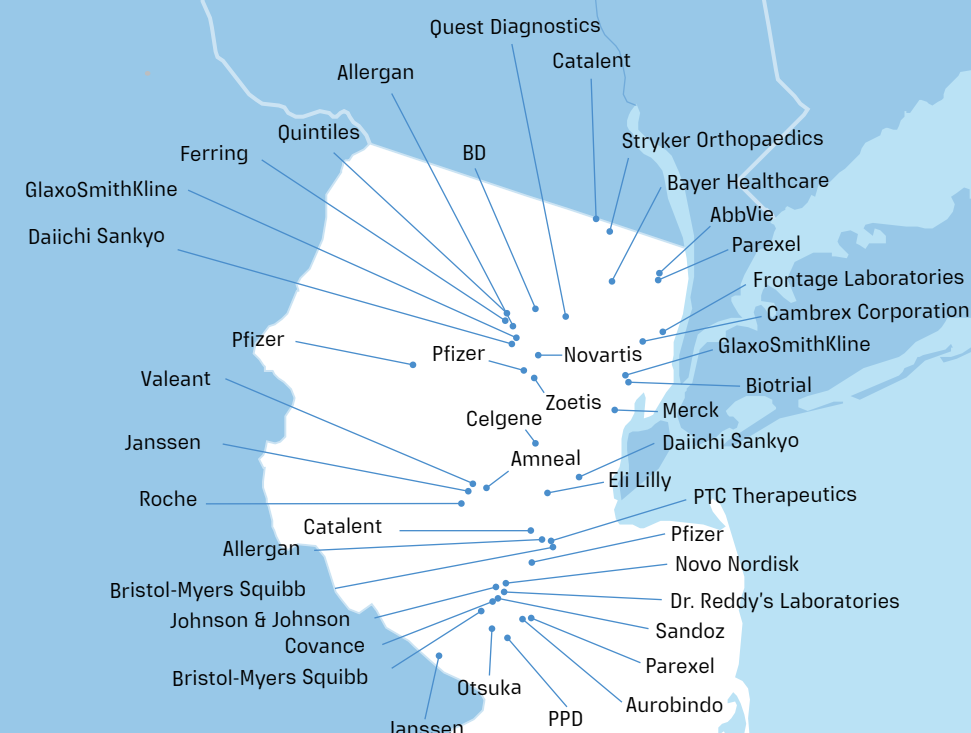 Quest Diagnostics
Catalent
Allergan
Quintiles
Stryker Orthopaedics
Ferring
BD
Bayer Healthcare
GlaxoSmithKline
AbbVie
Daiichi Sankyo
Parexel
Frontage Laboratories
Cambrex Corporation
Pfizer
GlaxoSmithKline
Pfizer
Novartis
Valeant
Biotrial
Zoetis
Merck
Celgene
Janssen
Daiichi Sankyo
Amneal
Eli Lilly
Roche
PTC Therapeutics
Catalent
Pfizer
Allergan
Novo Nordisk
Bristol-Myers Squibb
Dr. Reddy's Laboratories
Johnson & Johnson
Sandoz
Covance
Parexel
Bristol-Myers Squibb
Otsuka
Aurobindo
PPD
Janssen